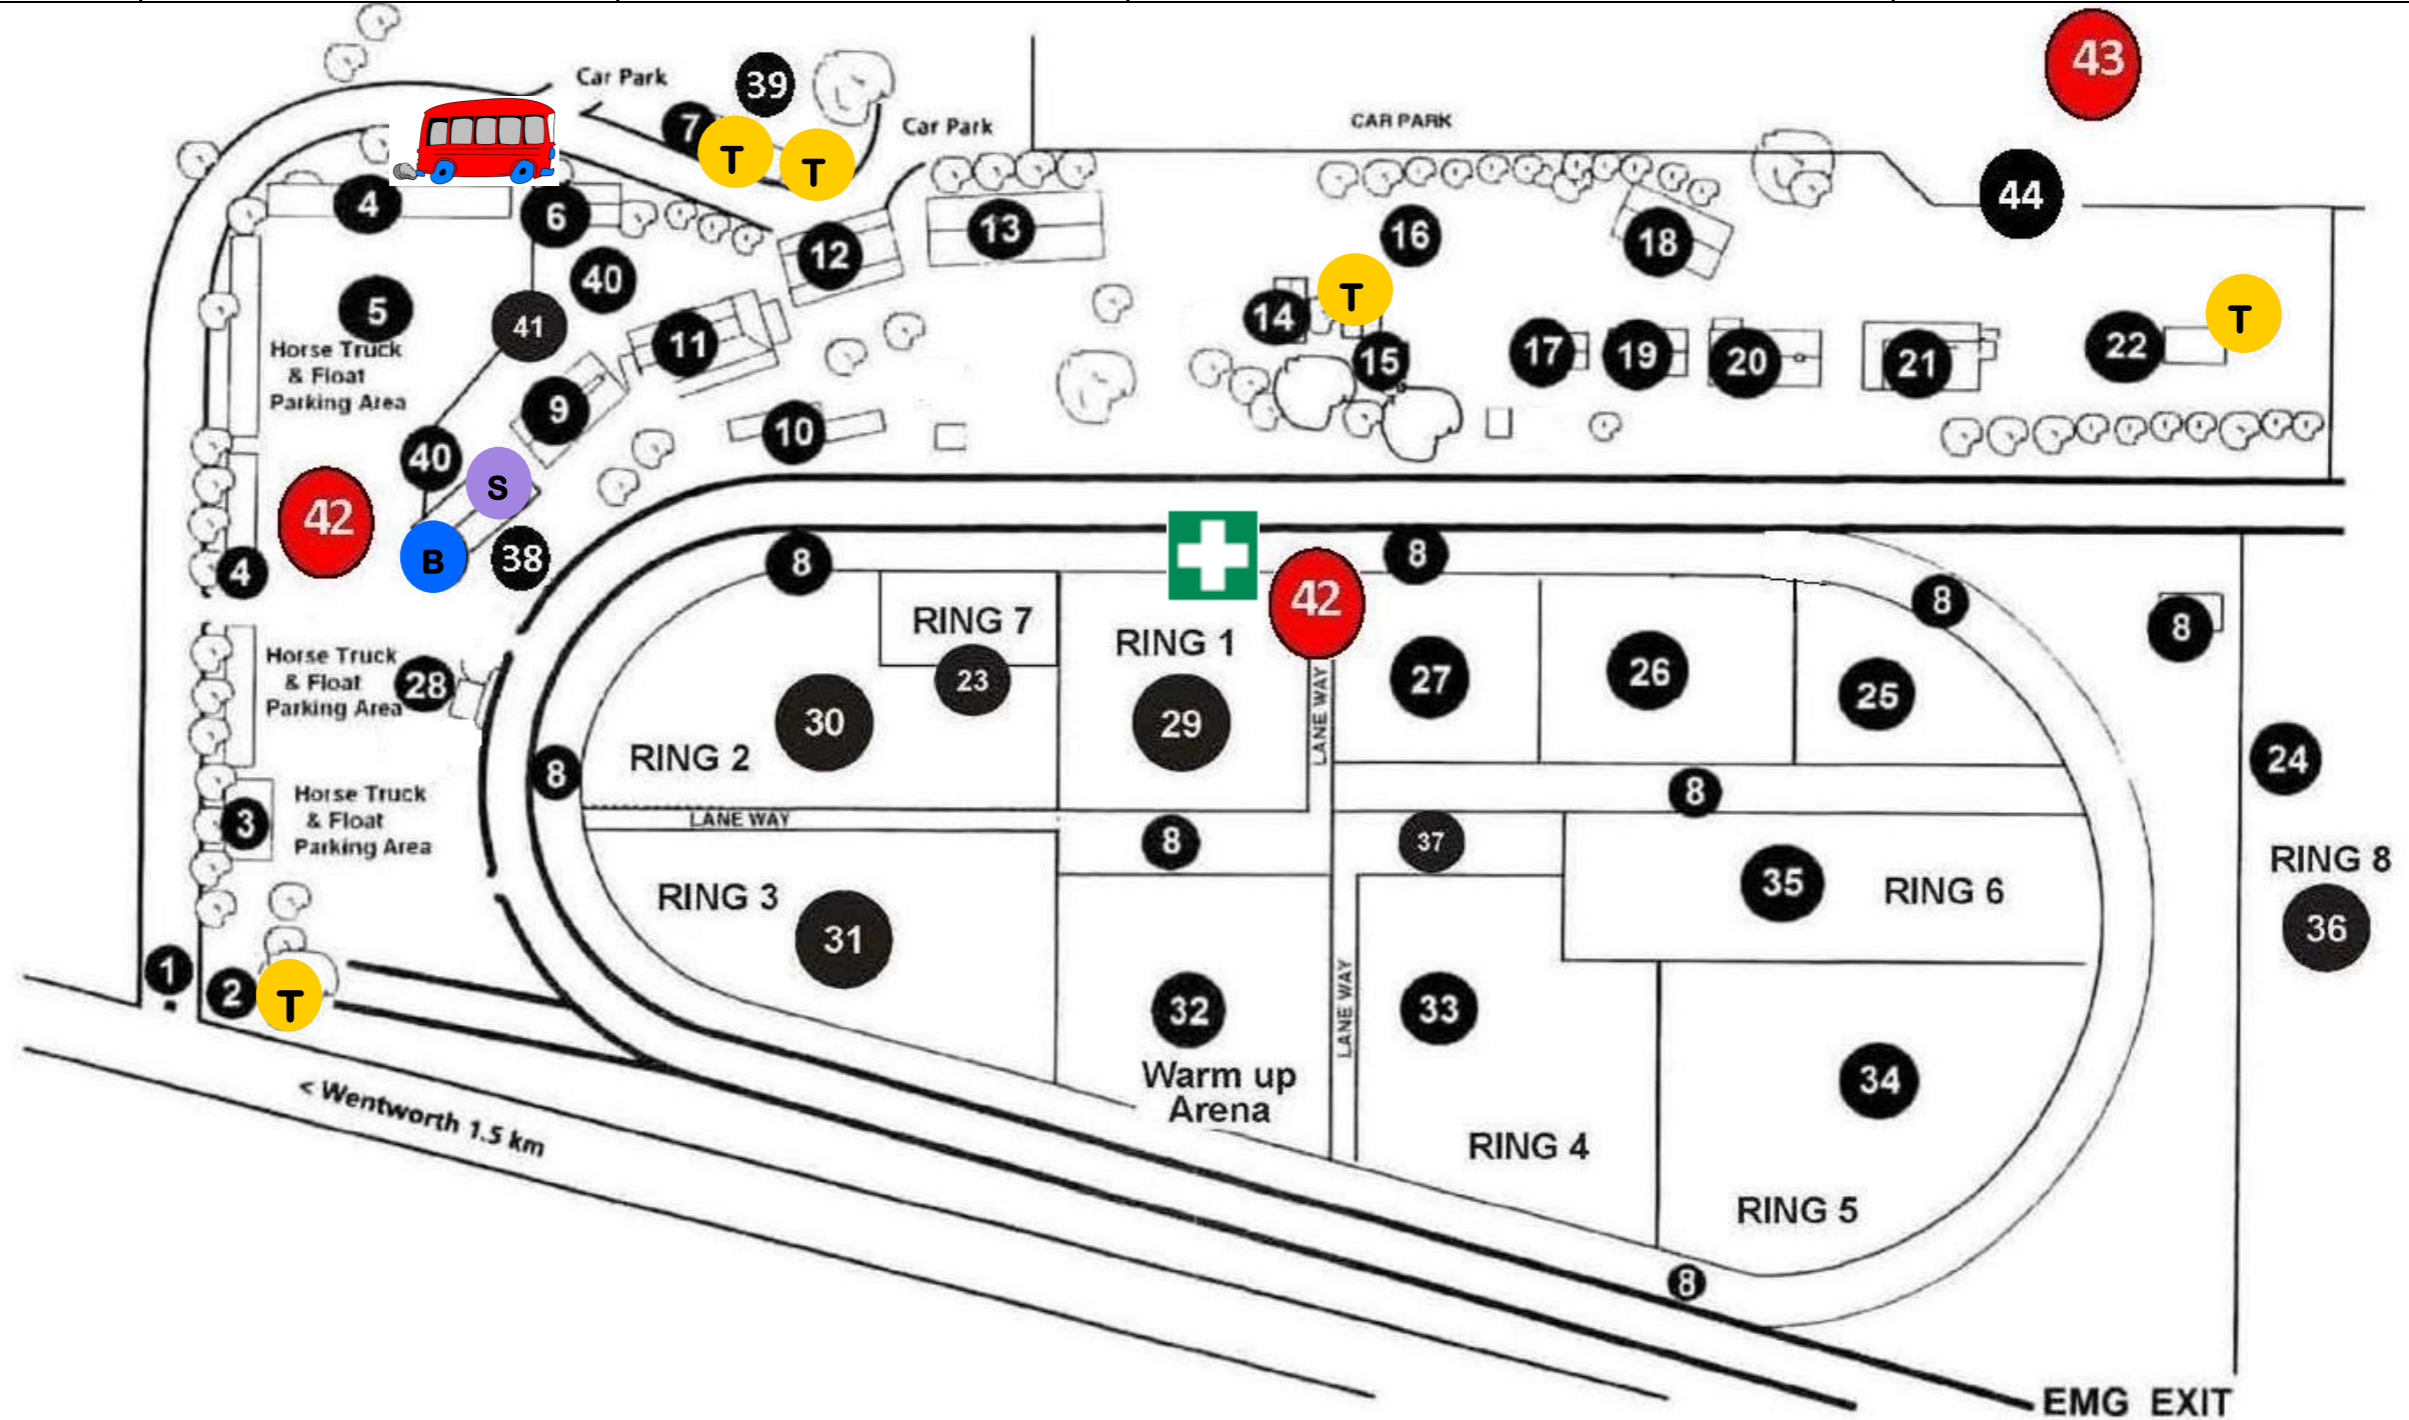 43
Car Park
39
7
T
T
Car Park
CAR PARK
44
4
6
12
13
16
18
5
40
41
11
14
T
15
17
19
20
21
22
T
Horse Truck
& Float
Parking Area
9
10
40
S
42
B
38
4
8
8
42
8
8
RING 7
23
RING 1
29
LANE WAY
27
26
25
24
Horse Truck
& Float
Parking Area
28
30
RING 2
8
LANE WAY
8
8
37
Horse Truck
& Float
Parking Area
3
RING 3
31
35
RING 6
RING 8
36
1
2
T
32
Warm up
Arena
LANE WAY
33
34
RING 4
RING 5
8
< Wentworth 1.5 km
EMG EXIT